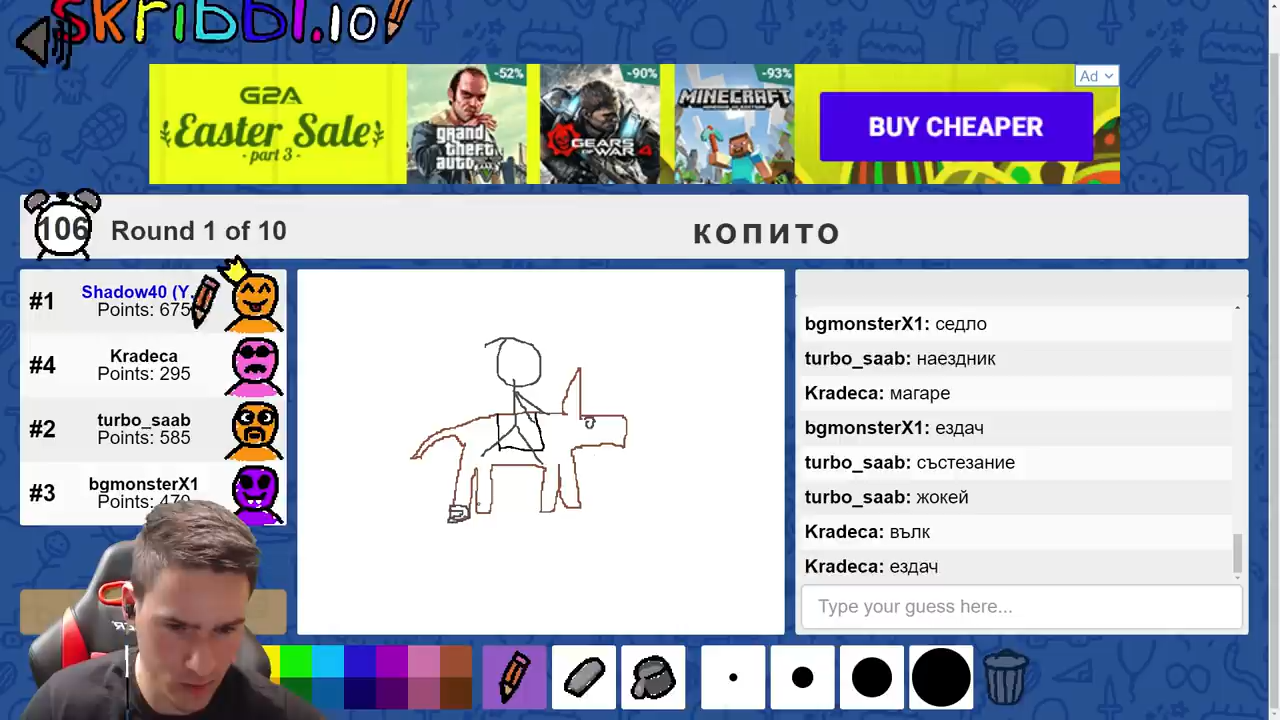 skribbl.io
G2A
Easter Sale
- part 3 -
-52%
grand
theft
auto
V
-90%
GEARS
OF WAR 4
-93%
MINECRAFT
BUY CHEAPER
Ad
106
Round 1 of 10
копито
#1
Shadow40 (Y.
Points: 675
#4
Kradeca
Points: 295
#2
turbo_saab
Points: 585
#3
bgmonsterX1
Points: 470
bgmonsterX1: седло
turbo_saab: наездник
Kradeca: магаре
bgmonsterX1: ездач
turbo_saab: състезание
turbo_saab: жокей
Kradeca: вълк
Kradeca: ездач
Type your guess here...